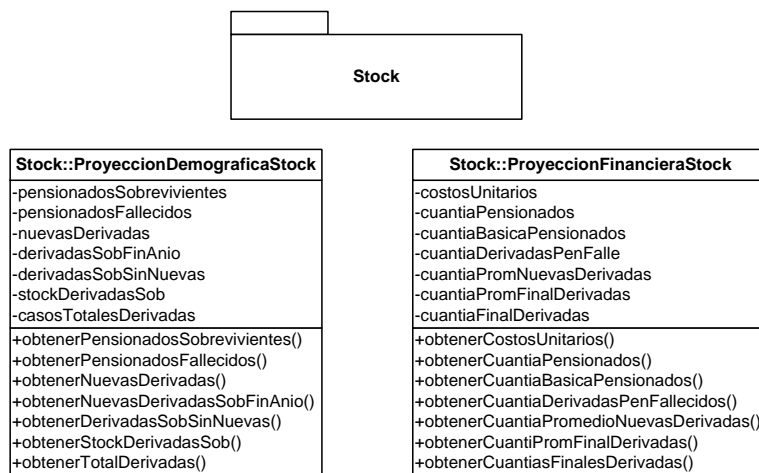 Stock
Stock::ProyeccionDemograficaStock
-pensionadosSobrevivientes
-pensionadosFallecidos
-nuevasDerivadas
-derivadasSobFinAnio
-derivadasSobSinNuevas
-stockDerivadasSob
-casosTotalesDerivadas
+obtenerPensionadosSobrevivientes()
+obtenerPensionadosFallecidos()
+obtenerNuevasDerivadas()
+obtenerNuevasDerivadasSobFinAnio()
+obtenerDerivadasSobSinNuevas()
+obtenerStockDerivadasSob()
+obtenerTotalDerivadas()
Stock::ProyeccionFinancieraStock
-costosUnitarios
-cuantiaPensionados
-cuantiaBasicaPensionados
-cuantiaDerivadasPenFalle
-cuantiaPromNuevasDerivadas
-cuantiaPromFinalDerivadas
-cuantiaFinalDerivadas
+obtenerCostosUnitarios()
+obtenerCuantiaPensionados()
+obtenerCuantiaBasicaPensionados()
+obtenerCuantiaDerivadasPenFallecidos()
+obtenerCuantiaPromedioNuevasDerivadas()
+obtenerCuantiPromFinalDerivadas()
+obtenerCuantiasFinalesDerivadas()